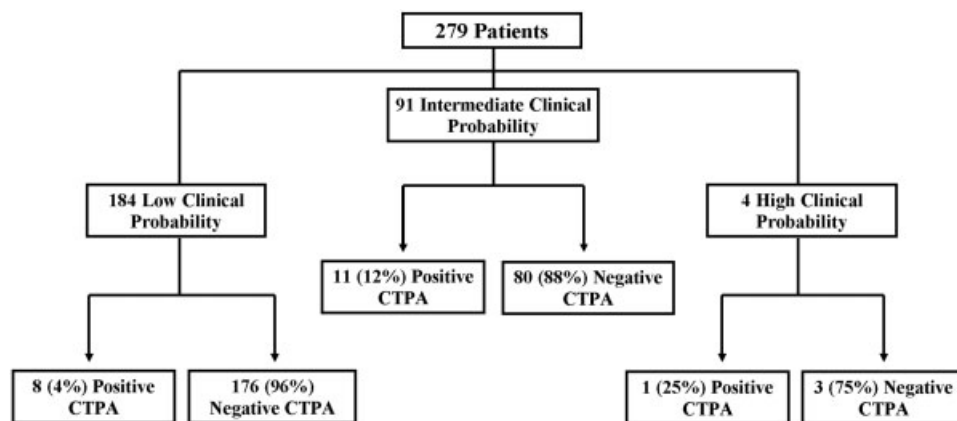 279 Patients
91 Intermediate Clinical
Probability
184 Low Clinical
Probability
4 High Clinical
Probability
11 (12%) Positive
CTPA
80 (88%) Negative
CTPA
8 (4%) Positive
CTPA
176 (96%)
Negative CTPA
1 (25%) Positive
CTPA
3 (75%) Negative
CTPA